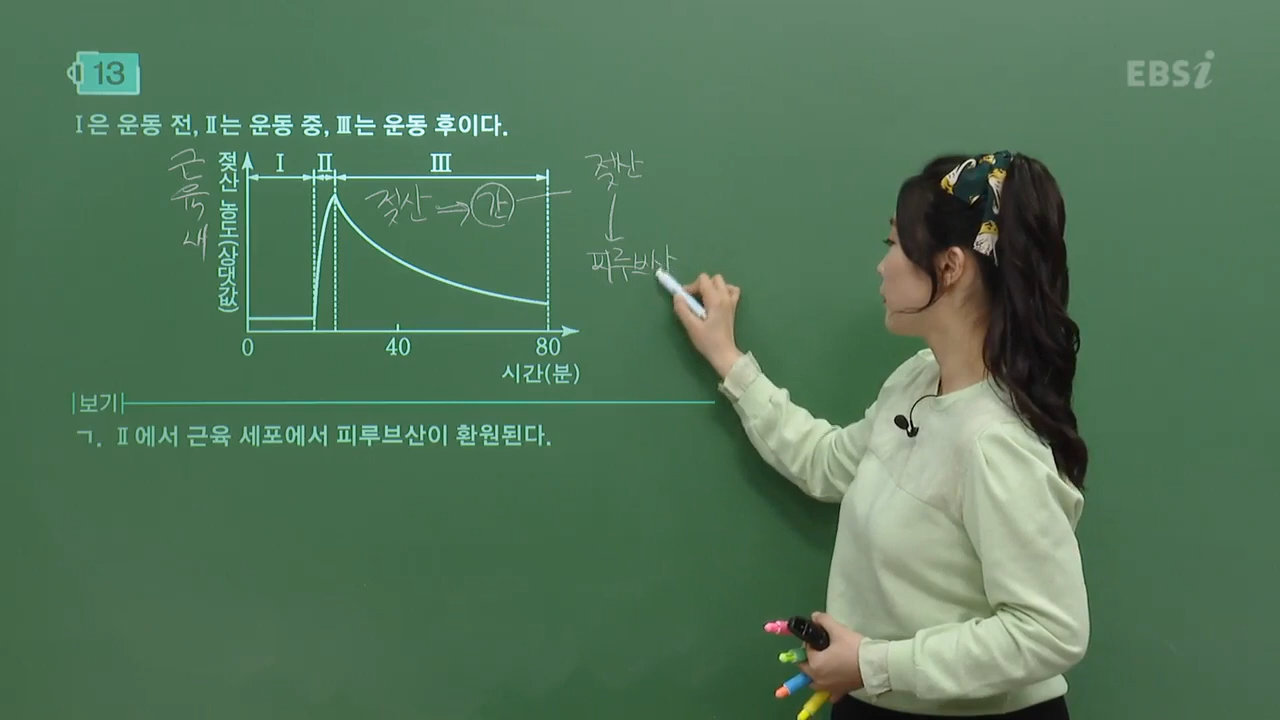 13
EBSi
Ⅰ은 운동 전, Ⅱ는 운동 중, Ⅲ는 운동 후이다.
근육내
젖산 농도(상댓값)
Ⅰ Ⅱ Ⅲ
젖산 ⇒ 간
젖산
↓
피루브산
0 40 80
시간(분)
보기
ㄱ. Ⅱ에서 근육 세포에서 피루브산이 환원된다.